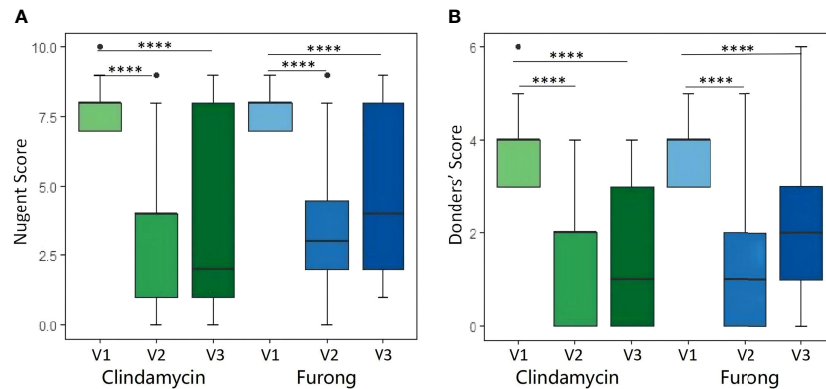 A
Nugent Score
10.0
7.5
5.0
2.5
0.0
****
****
****
****
V1 V2 V3 V1 V2 V3
Clindamycin Furong
B
Donders' Score
6
4
2
0
****
****
****
****
V1 V2 V3 V1 V2 V3
Clindamycin Furong